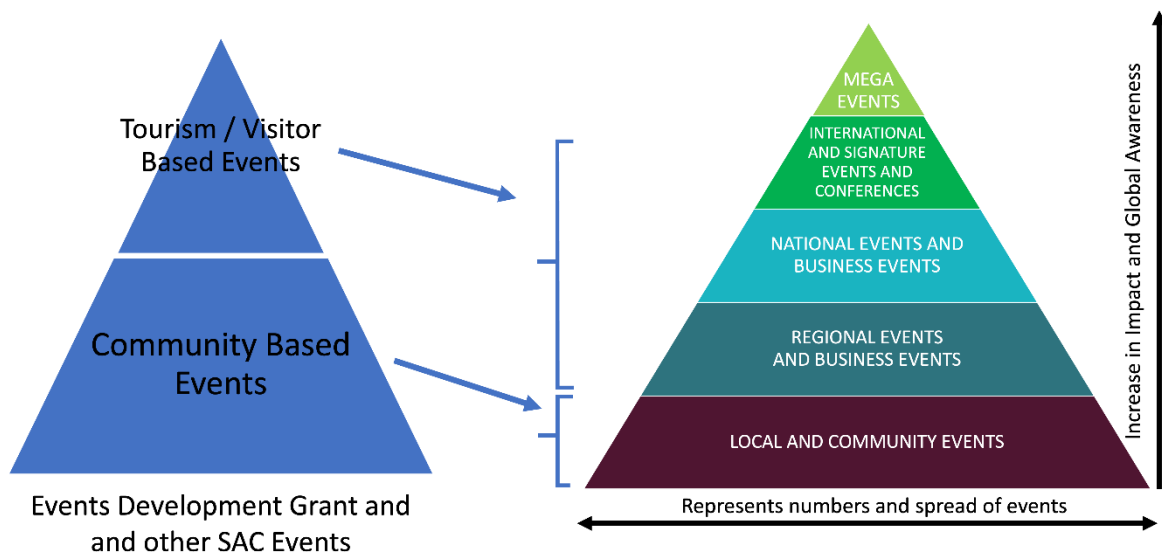 Tourism / Visitor
Based Events
Community Based
Events
Events Development Grant and
and other SAC Events
MEGA
EVENTS
INTERNATIONAL
AND SIGNATURE
EVENTS AND
CONFERENCES
NATIONAL EVENTS AND
BUSINESS EVENTS
REGIONAL EVENTS
AND BUSINESS EVENTS
LOCAL AND COMMUNITY EVENTS
Represents numbers and spread of events
Increase in Impact and Global Awareness